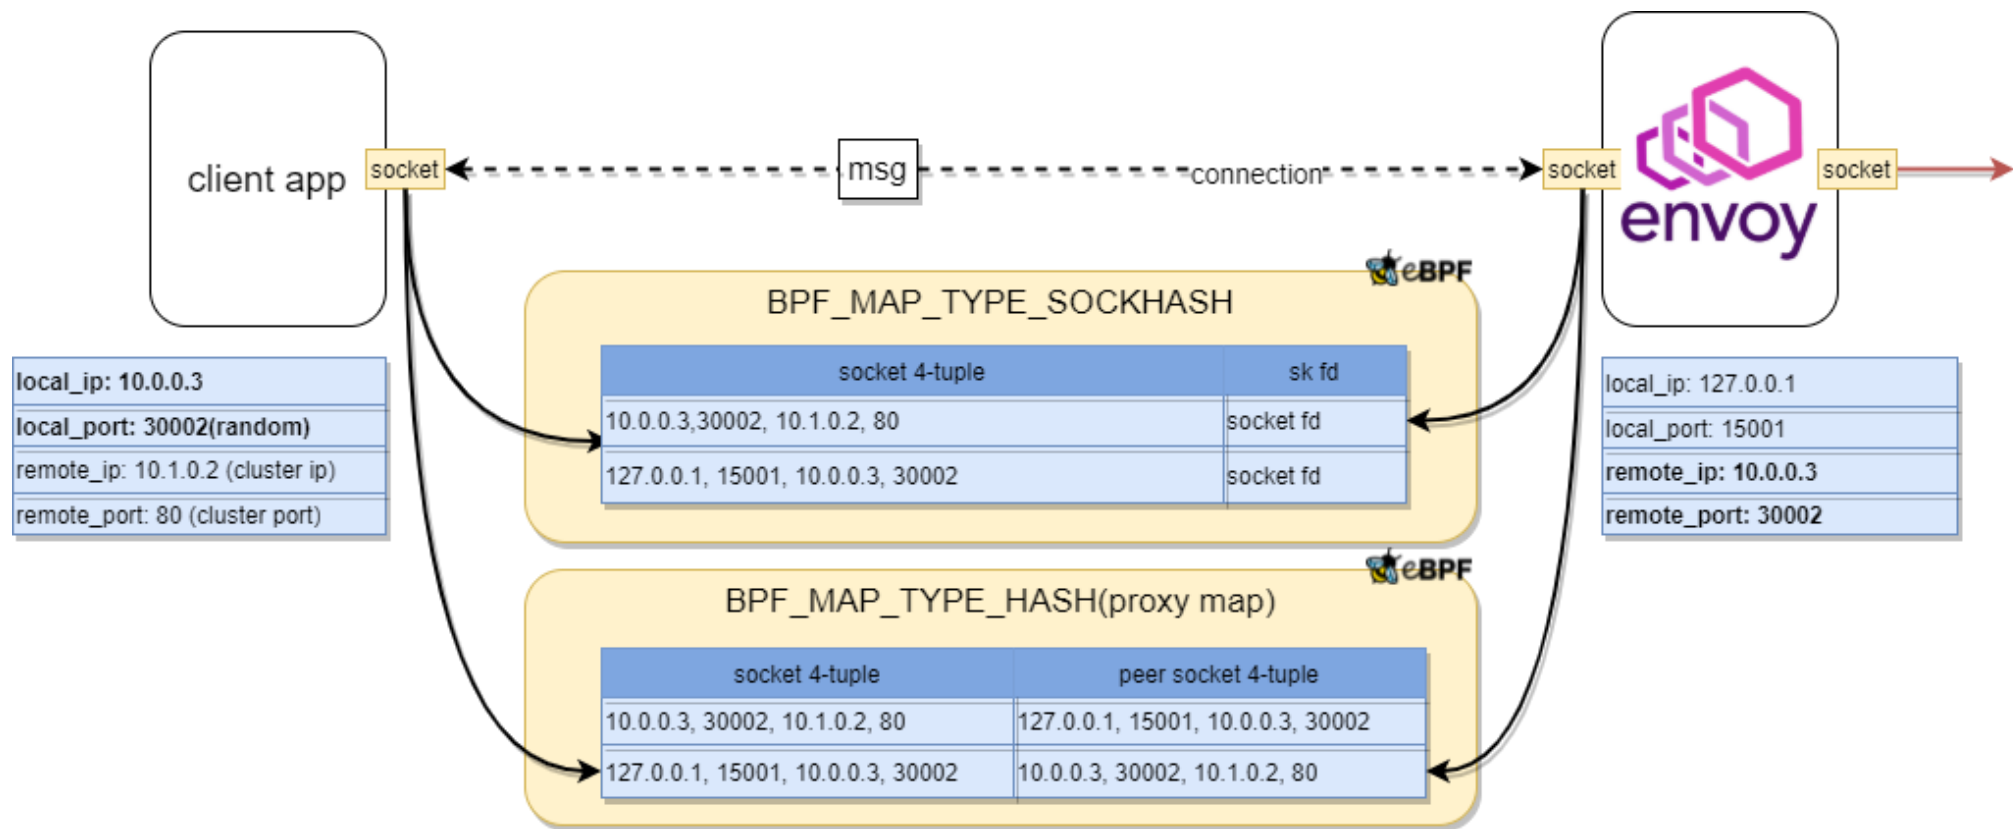 client app
socket
msg
connection
socket
envoy
socket
local_ip: 10.0.0.3
local_port: 30002(random)
remote_ip: 10.1.0.2 (cluster ip)
remote_port: 80 (cluster port)
eBPF
BPF_MAP_TYPE_SOCKHASH
socket 4-tuple sk fd
10.0.0.3,30002, 10.1.0.2, 80 socket fd
127.0.0.1, 15001, 10.0.0.3, 30002 socket fd
local_ip: 127.0.0.1
local_port: 15001
remote_ip: 10.0.0.3
remote_port: 30002
eBPF
BPF_MAP_TYPE_HASH(proxy map)
socket 4-tuple peer socket 4-tuple
10.0.0.3, 30002, 10.1.0.2, 80 127.0.0.1, 15001, 10.0.0.3, 30002
127.0.0.1, 15001, 10.0.0.3, 30002 10.0.0.3, 30002, 10.1.0.2, 80